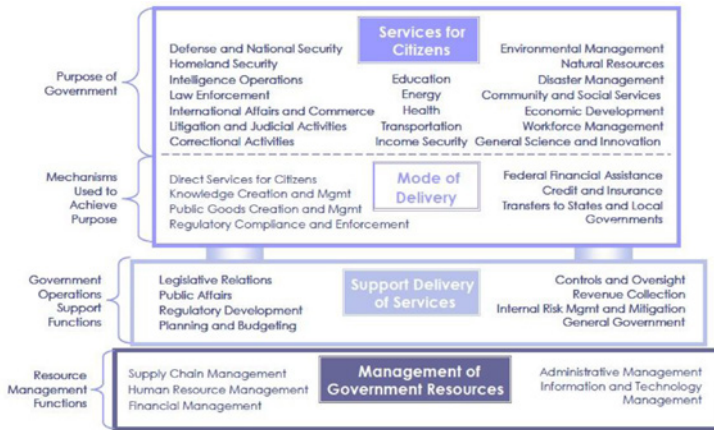 Purpose of
Government
Services for
Citizens
Defense and National Security
Homeland Security
Intelligence Operations
Law Enforcement
International Affairs and Commerce
Litigation and Judicial Activities
Correctional Activities
Education
Energy
Health
Transportation
Income Security
Environmental Management
Natural Resources
Disaster Management
Community and Social Services
Economic Development
Workforce Management
General Science and Innovation
Mechanisms
Used to
Achieve
Purpose
Mode of
Delivery
Direct Services for Citizens
Knowledge Creation and Mgmt
Public Goods Creation and Mgmt
Regulatory Compliance and Enforcement
Federal Financial Assistance
Credit and Insurance
Transfers to States and Local
Governments
Government
Operations
Support
Functions
Support Delivery
of Services
Legislative Relations
Public Affairs
Regulatory Development
Planning and Budgeting
Controls and Oversight
Revenue Collection
Internal Risk Mgmt and Mitigation
General Government
Resource
Management
Functions
Management of
Government Resources
Supply Chain Management
Human Resource Management
Financial Management
Administrative Management
Information and Technology
Management